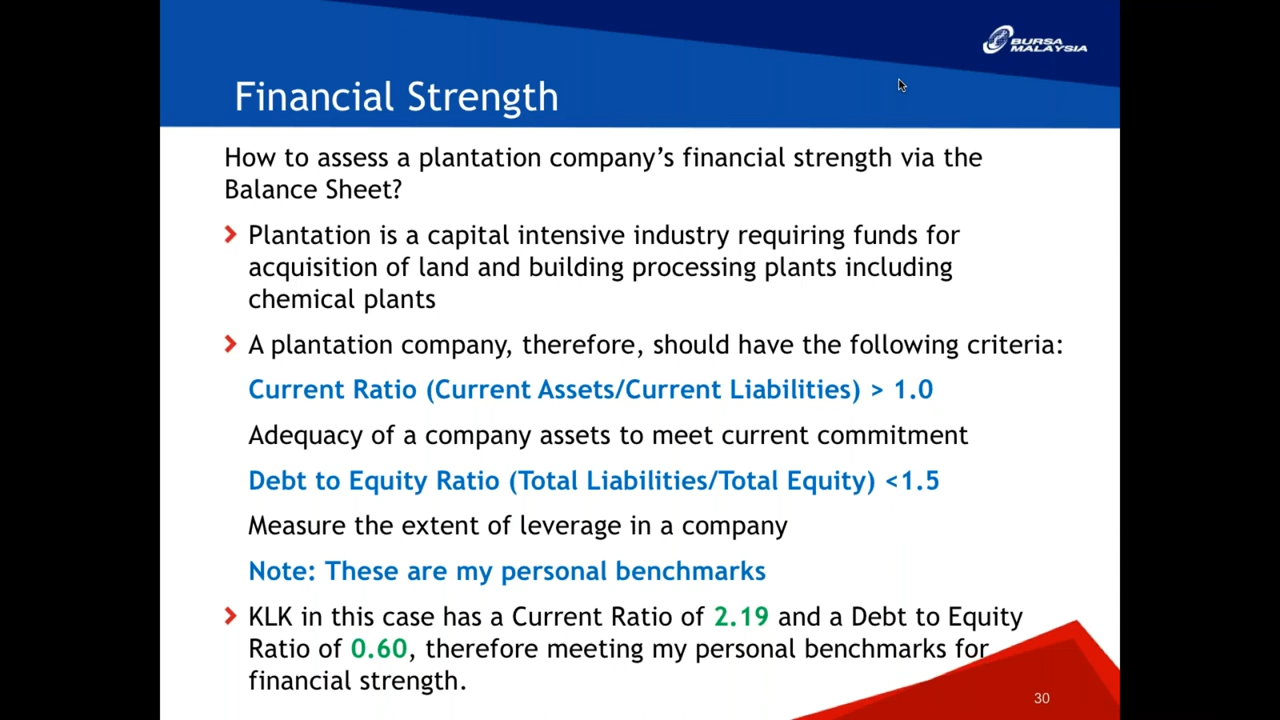 BURSA
MALAYSIA
Financial Strength
How to assess a plantation company’s financial strength via the
Balance Sheet?
Plantation is a capital intensive industry requiring funds for
acquisition of land and building processing plants including
chemical plants
A plantation company, therefore, should have the following criteria:
Current Ratio (Current Assets/Current Liabilities) > 1.0
Adequacy of a company assets to meet current commitment
Debt to Equity Ratio (Total Liabilities/Total Equity) <1.5
Measure the extent of leverage in a company
Note: These are my personal benchmarks
KLK in this case has a Current Ratio of 2.19 and a Debt to Equity
Ratio of 0.60, therefore meeting my personal benchmarks for
financial strength.
30